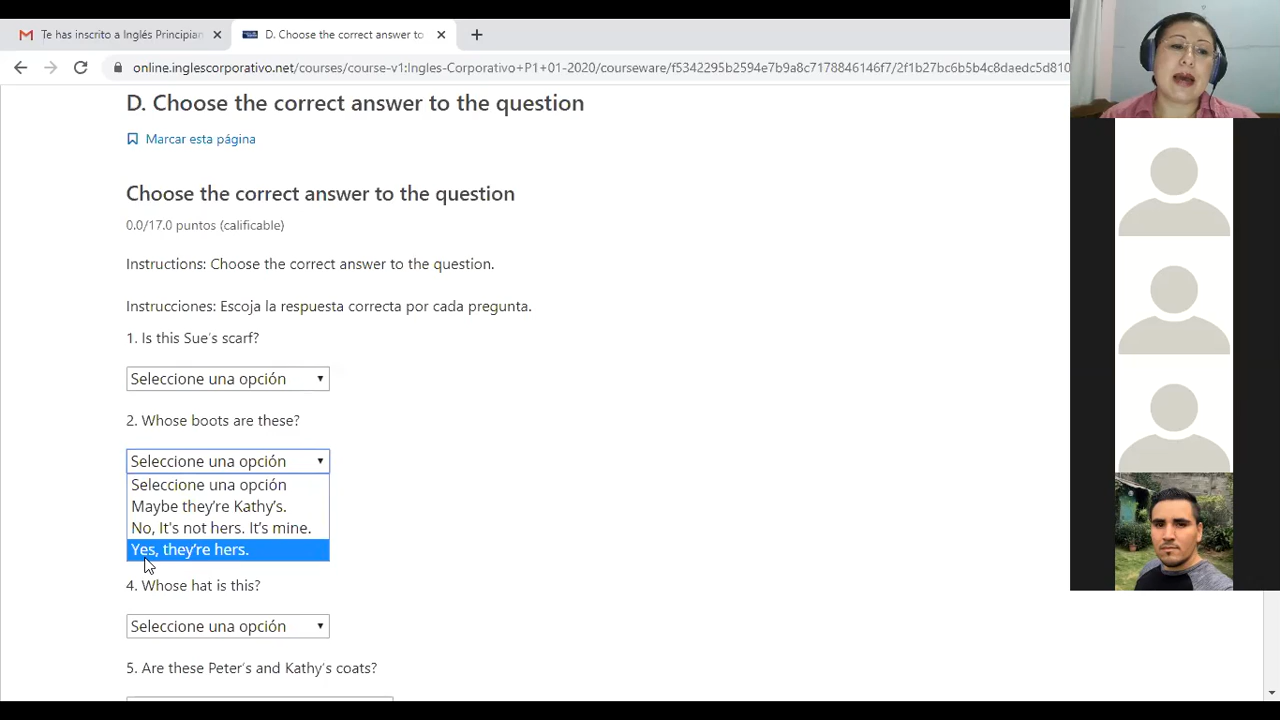 Te has inscrito a Inglés Principian
D. Choose the correct answer to
online.inglescorporativo.net/courses/course-v1:Ingles-Corporativo+P1+01-2020/courseware/f5342295b2594e7b9a8c7178846146f7/2f1b27bc6b5b4c8daedc5d810
D. Choose the correct answer to the question
Marcar esta página
Choose the correct answer to the question
0.0/17.0 puntos (calificable)
Instructions: Choose the correct answer to the question.
Instrucciones: Escoja la respuesta correcta por cada pregunta.
1. Is this Sue's scarf?
Seleccione una opción
2. Whose boots are these?
Seleccione una opción
Seleccione una opción
Maybe they're Kathy's.
No, It's not hers. It's mine.
Yes, they're hers.
4. Whose hat is this?
Seleccione una opción
5. Are these Peter's and Kathy's coats?